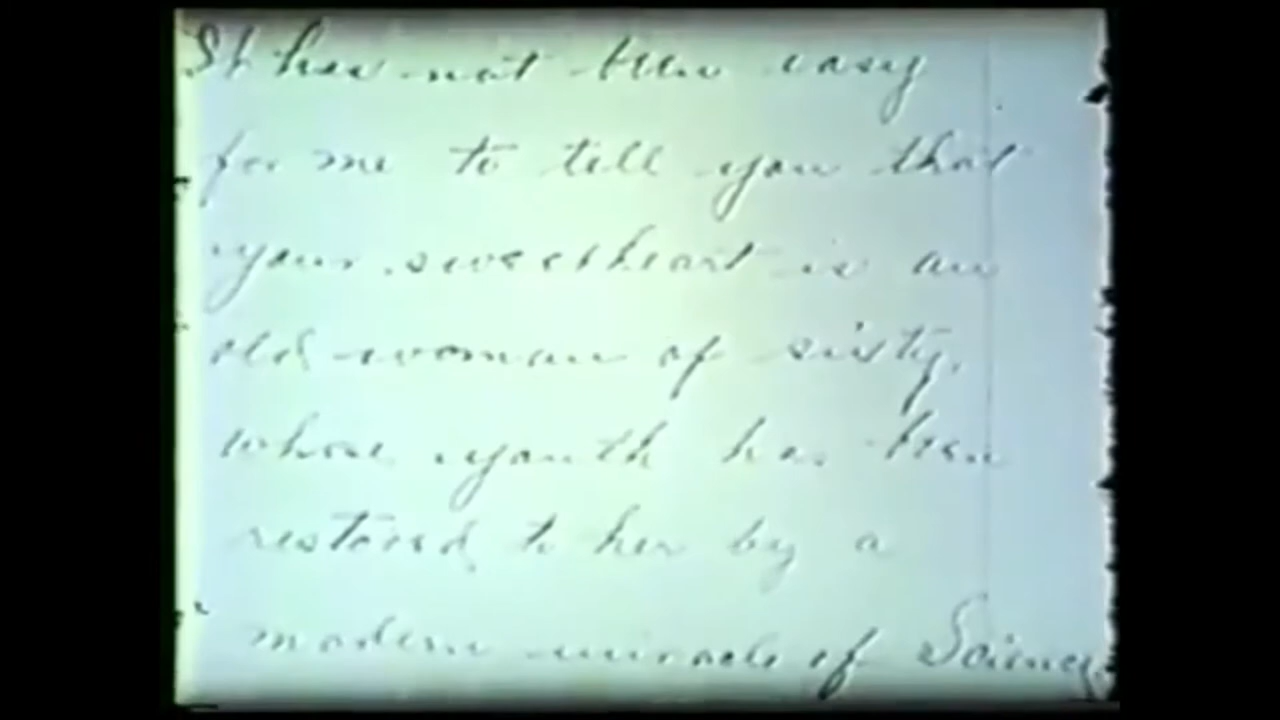 It has not been easy
for me to tell you that
your sweetheart is an
old woman of sixty,
whose youth has been
restored to her by a
modern miracle of Science.